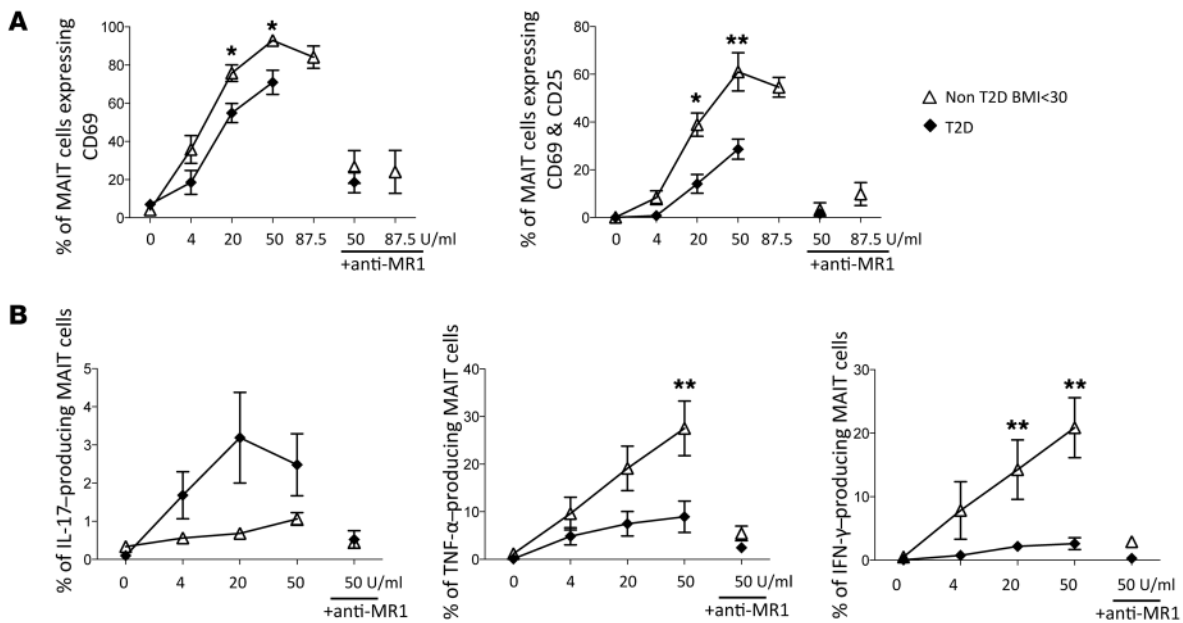 A
% of MAIT cells expressing
CD69
100
80
60
40
20
0
*
*
0 4 20 50 87.5 50 87.5 U/ml
+anti-MR1
% of MAIT cells expressing
CD69 & CD25
80
60
40
20
0
*
**
0 4 20 50 87.5 50 87.5 U/ml
+anti-MR1
Non T2D BMI<30
T2D
B
% of IL-17–producing MAIT cells
5
4
3
2
1
0
0 4 20 50 50 U/ml
+anti-MR1
% of TNF-α–producing MAIT cells
40
30
20
10
0
**
0 4 20 50 50 U/ml
+anti-MR1
% of IFN-γ–producing MAIT cells
30
20
10
0
**
**
0 4 20 50 50 U/ml
+anti-MR1